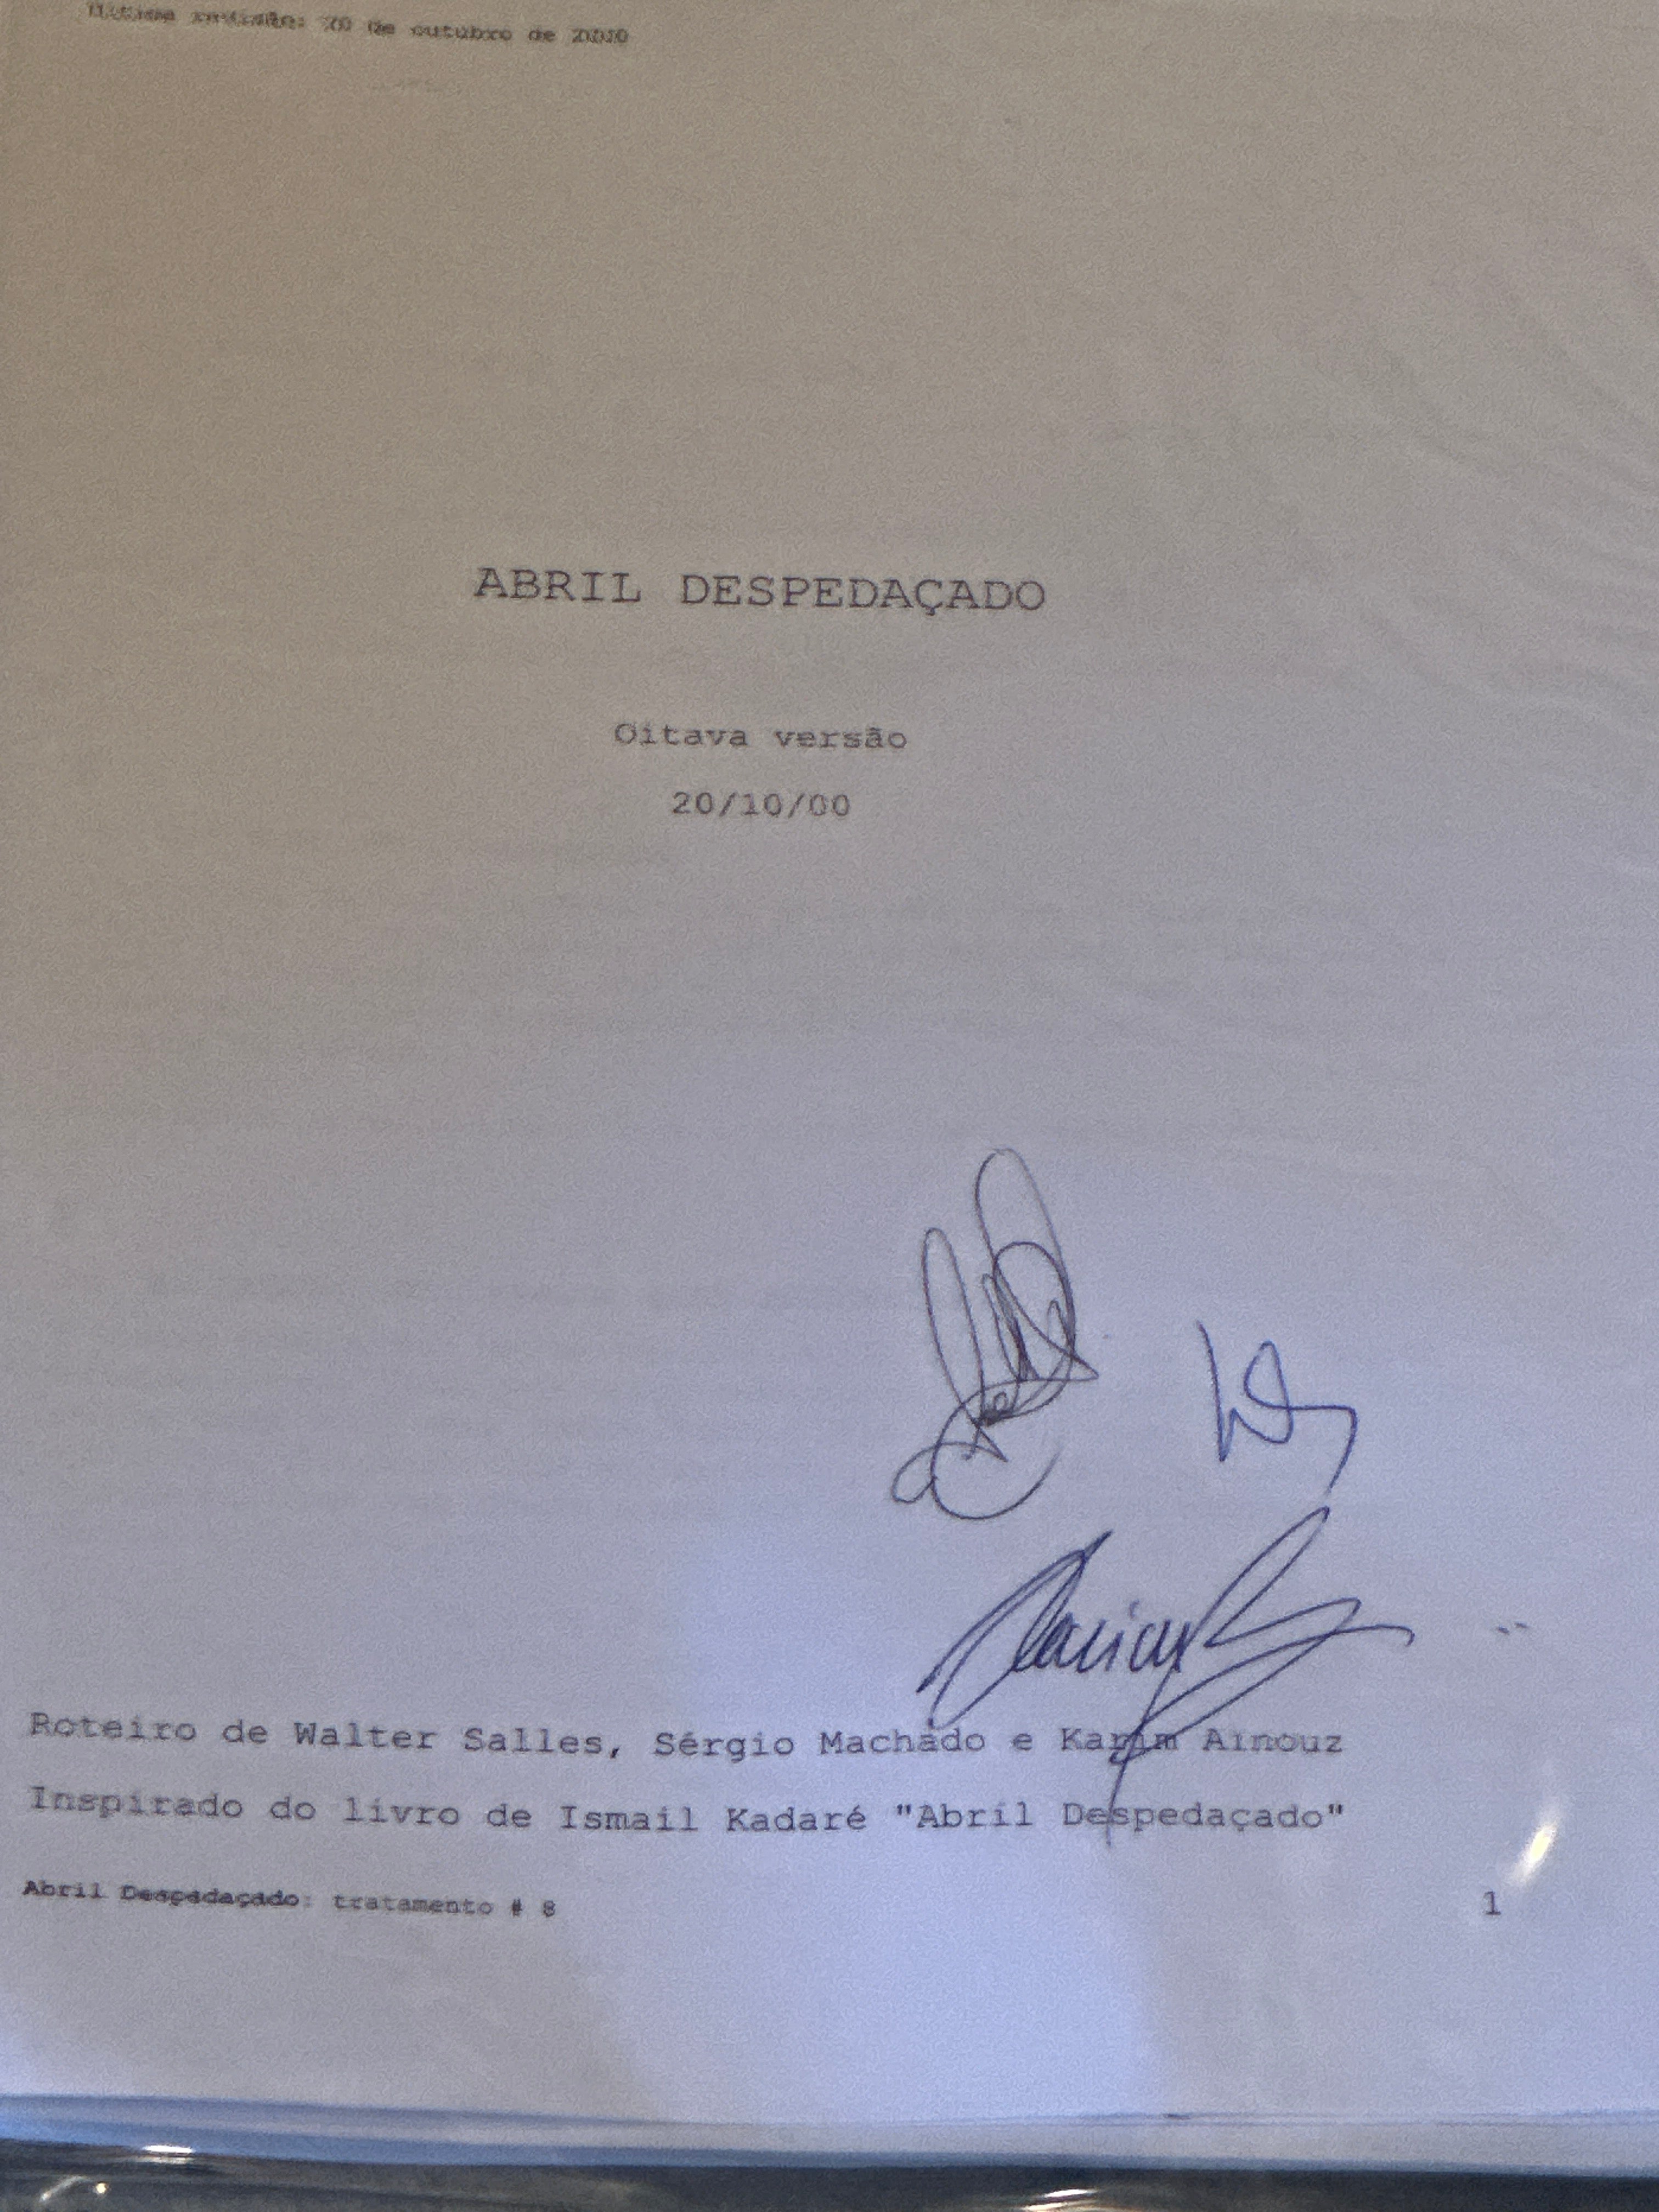 Última revisão: 20 de outubro de 2000
ABRIL DESPEDAÇADO
Oitava versão
20/10/00
Roteiro de Walter Salles, Sérgio Machado e Karim Aïnouz
Inspirado do livro de Ismail Kadaré "Abril Despedaçado"
Abril Despedaçado: tratamento # 8
1